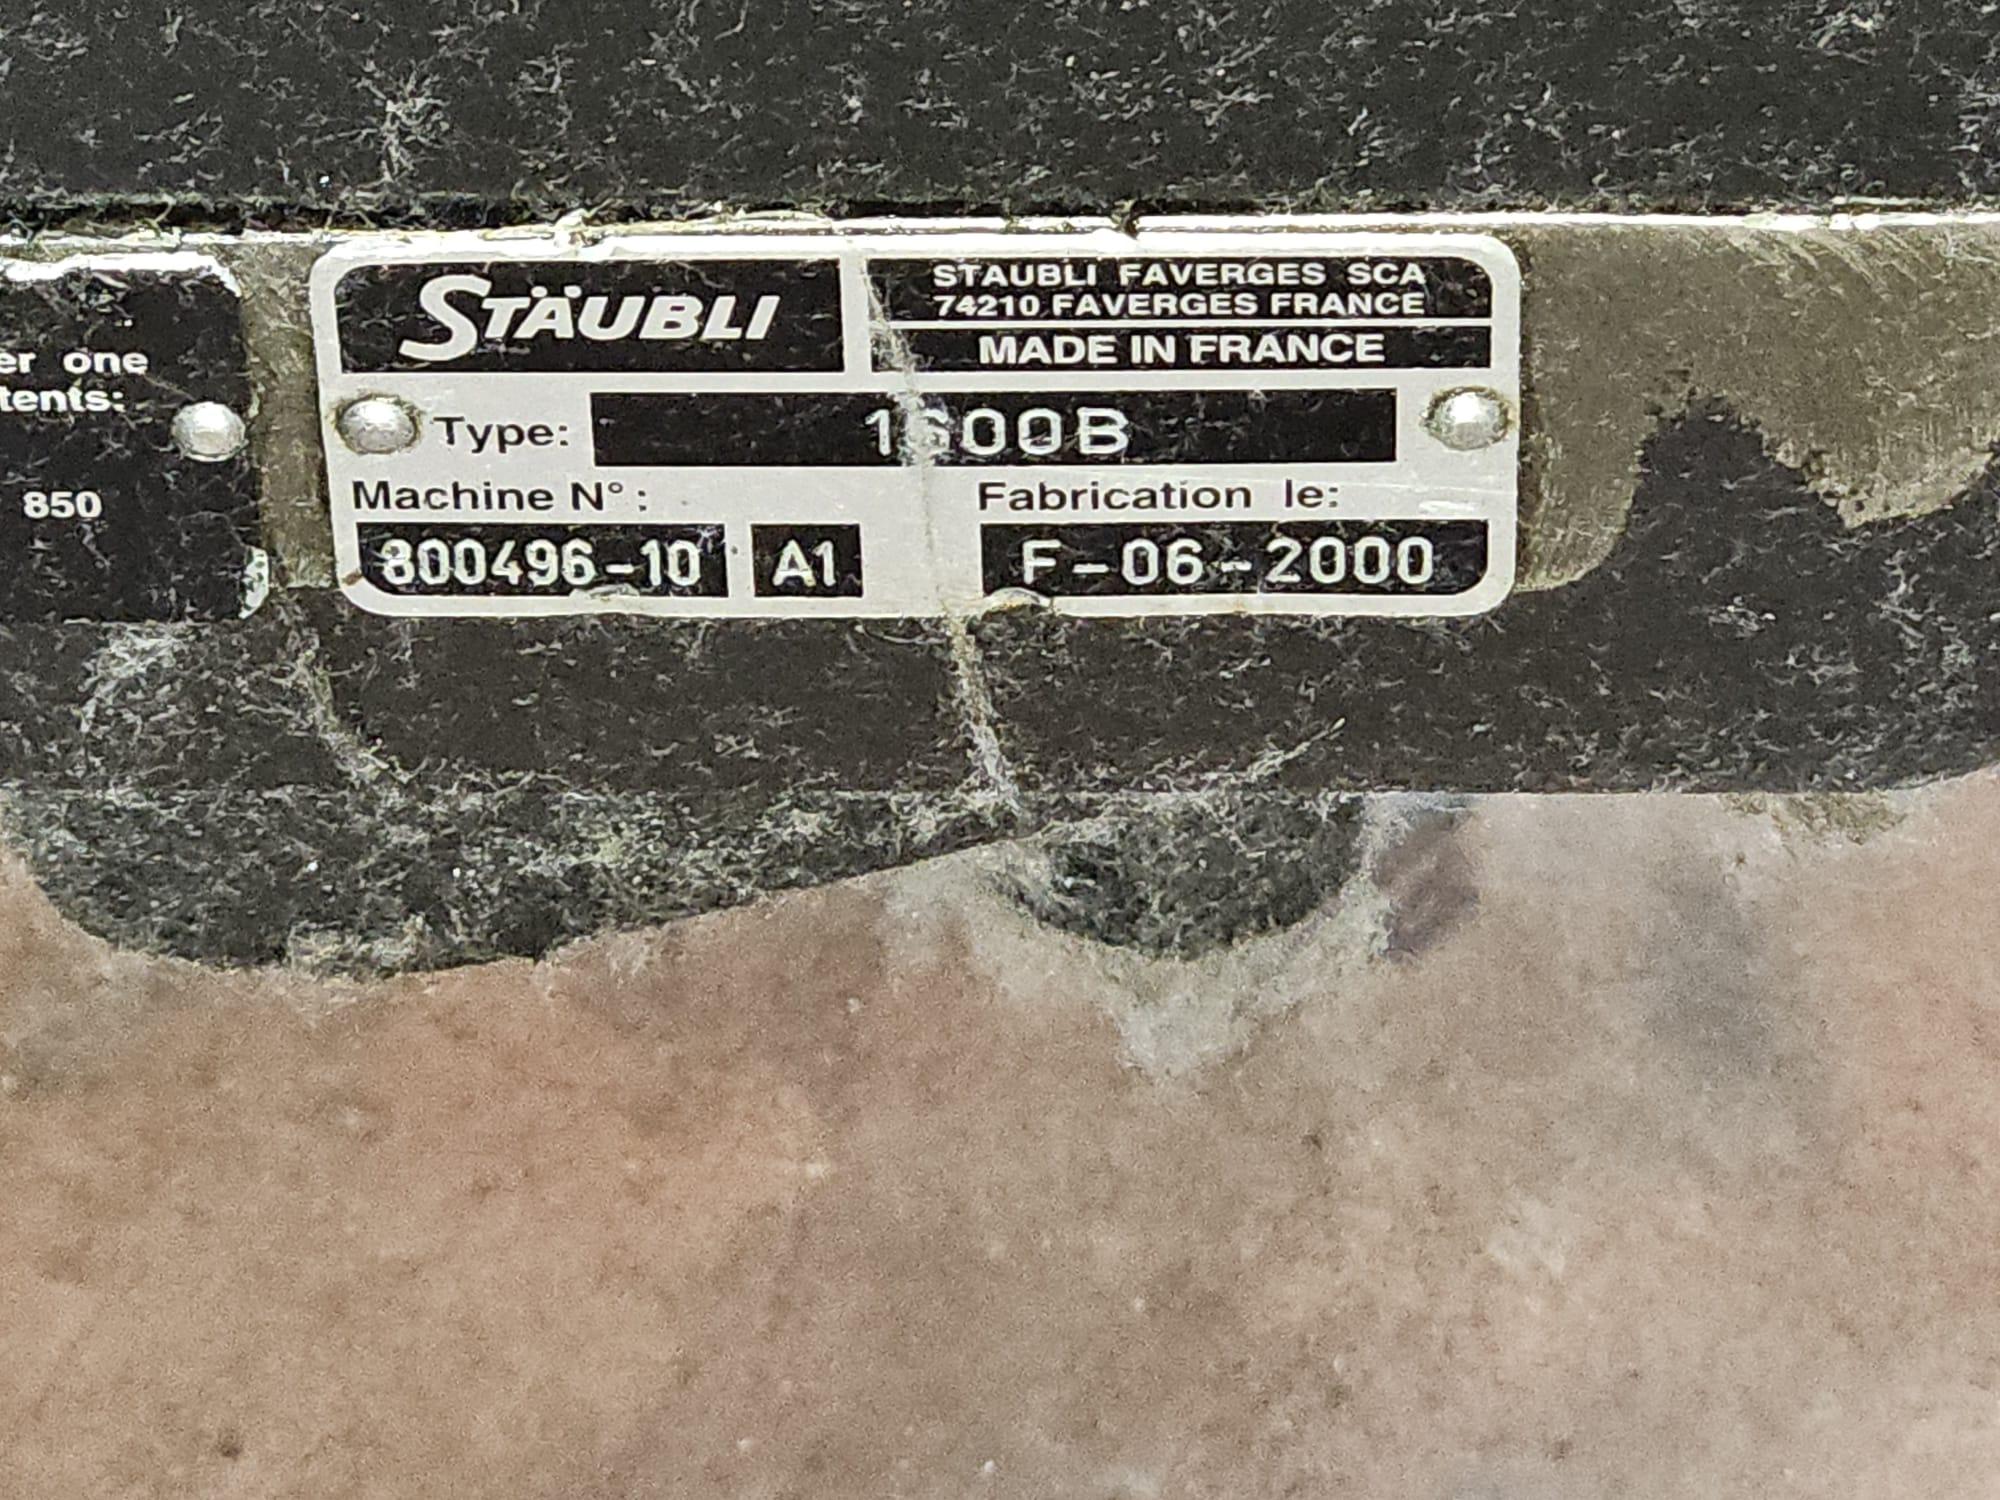 er one
tents:
850
STÄUBLI
STAUBLI FAVERGES SCA
74210 FAVERGES FRANCE
MADE IN FRANCE
Type:
Machine N° :
800496-10 A1
Fabrication le:
F-06-2000